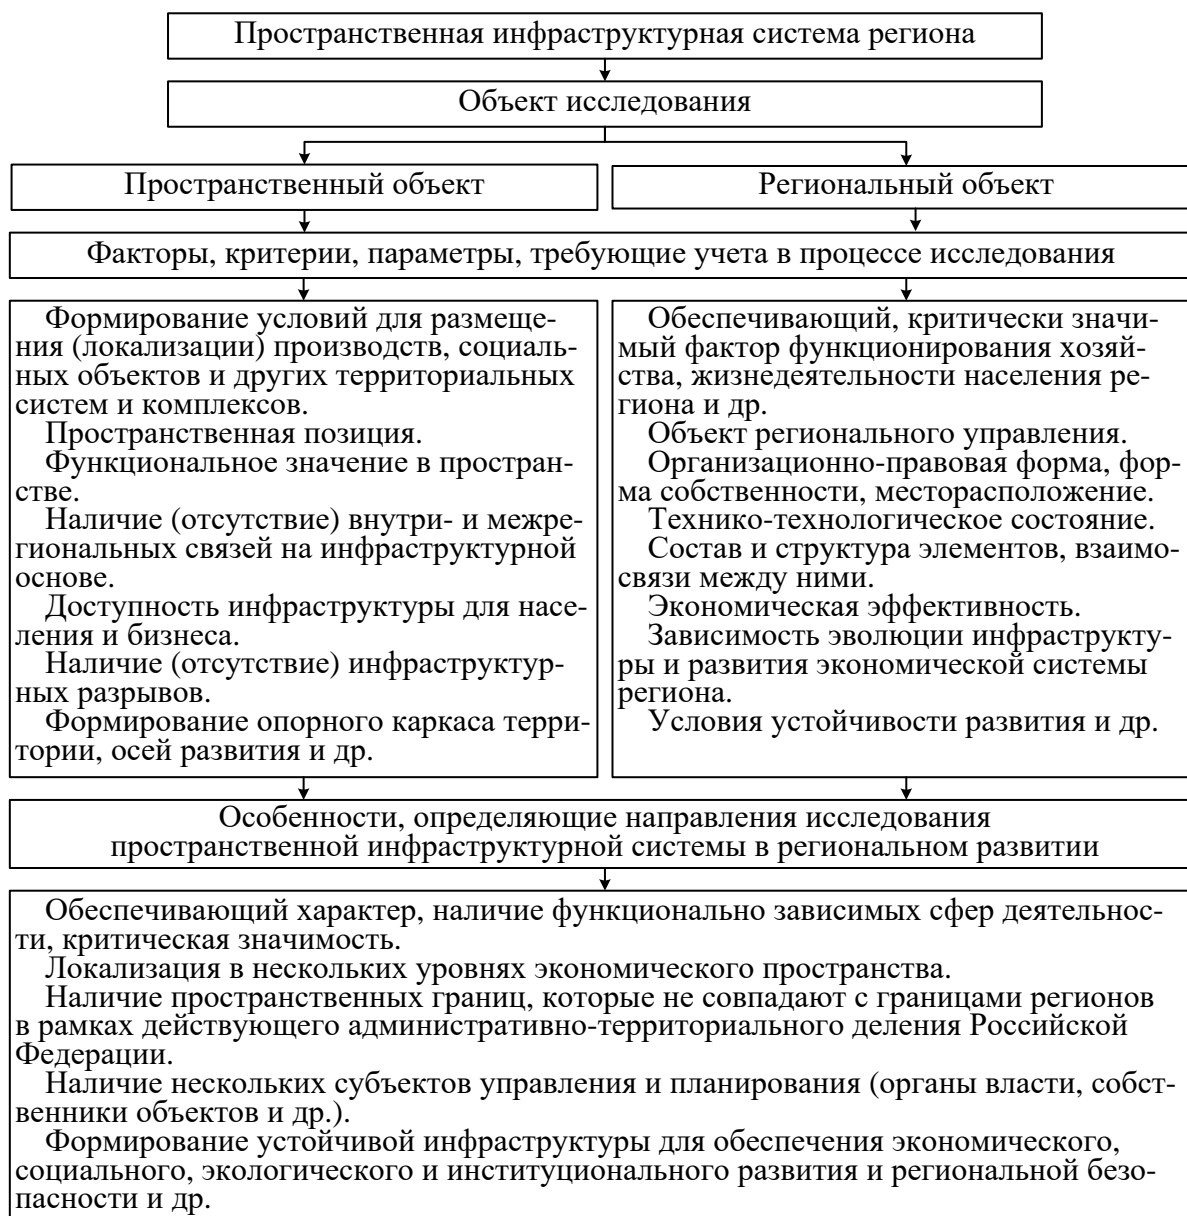 Пространственная инфраструктурная система региона
Объект исследования
Пространственный объект
Региональный объект
Факторы, критерии, параметры, требующие учета в процессе исследования
Формирование условий для размеще-
ния (локализации) производств, социаль-
ных объектов и других территориальных
систем и комплексов.
Пространственная позиция.
Функциональное значение в простран-
стве.
Наличие (отсутствие) внутри- и межре-
гиональных связей на инфраструктурной
основе.
Доступность инфраструктуры для насе-
ления и бизнеса.
Наличие (отсутствие) инфраструктур-
ных разрывов.
Формирование опорного каркаса терри-
тории, осей развития и др.
Обеспечивающий, критически значи-
мый фактор функционирования хозяй-
ства, жизнедеятельности населения ре-
гиона и др.
Объект регионального управления.
Организационно-правовая форма, фор-
ма собственности, месторасположение.
Технико-технологическое состояние.
Состав и структура элементов, взаимо-
связи между ними.
Экономическая эффективность.
Зависимость эволюции инфраструкту-
ры и развития экономической системы
региона.
Условия устойчивости развития и др.
Особенности, определяющие направления исследования
пространственной инфраструктурной системы в региональном развитии
Обеспечивающий характер, наличие функционально зависимых сфер деятельнос-
ти, критическая значимость.
Локализация в нескольких уровнях экономического пространства.
Наличие пространственных границ, которые не совпадают с границами регионов
в рамках действующего административно-территориального деления Российской
Федерации.
Наличие нескольких субъектов управления и планирования (органы власти, собст-
венники объектов и др.).
Формирование устойчивой инфраструктуры для обеспечения экономического,
социального, экологического и институционального развития и региональной безо-
пасности и др.